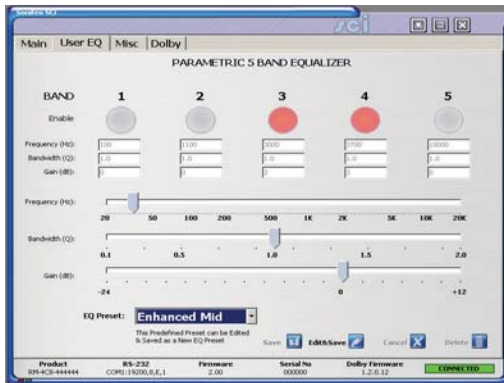 sci
Main User EQ Misc Dolby
PARAMETRIC 5 BAND EQUALIZER
BAND 1 2 3 4 5
Enable
Frequency (Hz): 100 1100 3000 3700 10000
Bandwidth (Q): 1.0 1.0 1.0 1.0 1.0
Gain (dB): 0 0 0 0 0
Frequency (Hz):
20 50 100 200 500 1K 2K 5K 10K 20K
Bandwidth (Q):
0.1 0.5 1.0 1.5 2.0
Gain (dB):
-24 0 +12
EQ Preset: Enhanced Mid
This Predefined Preset can be Edited
& Saved as a New EQ Preset
Save Edit&Save Cancel Delete
Product RS-232 Firmware Serial No Dolby Firmware
COM1:19200,8,E,1 2.00 000000 1.2.0.12 CONNECTED